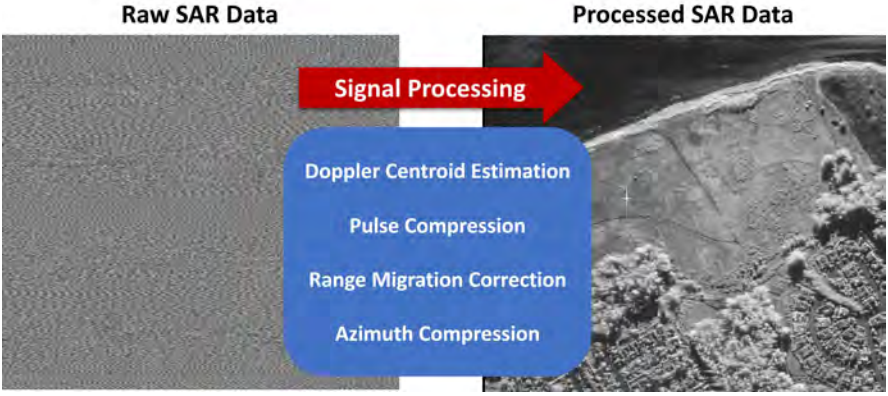 Raw SAR Data
Processed SAR Data
Signal Processing
Doppler Centroid Estimation
Pulse Compression
Range Migration Correction
Azimuth Compression